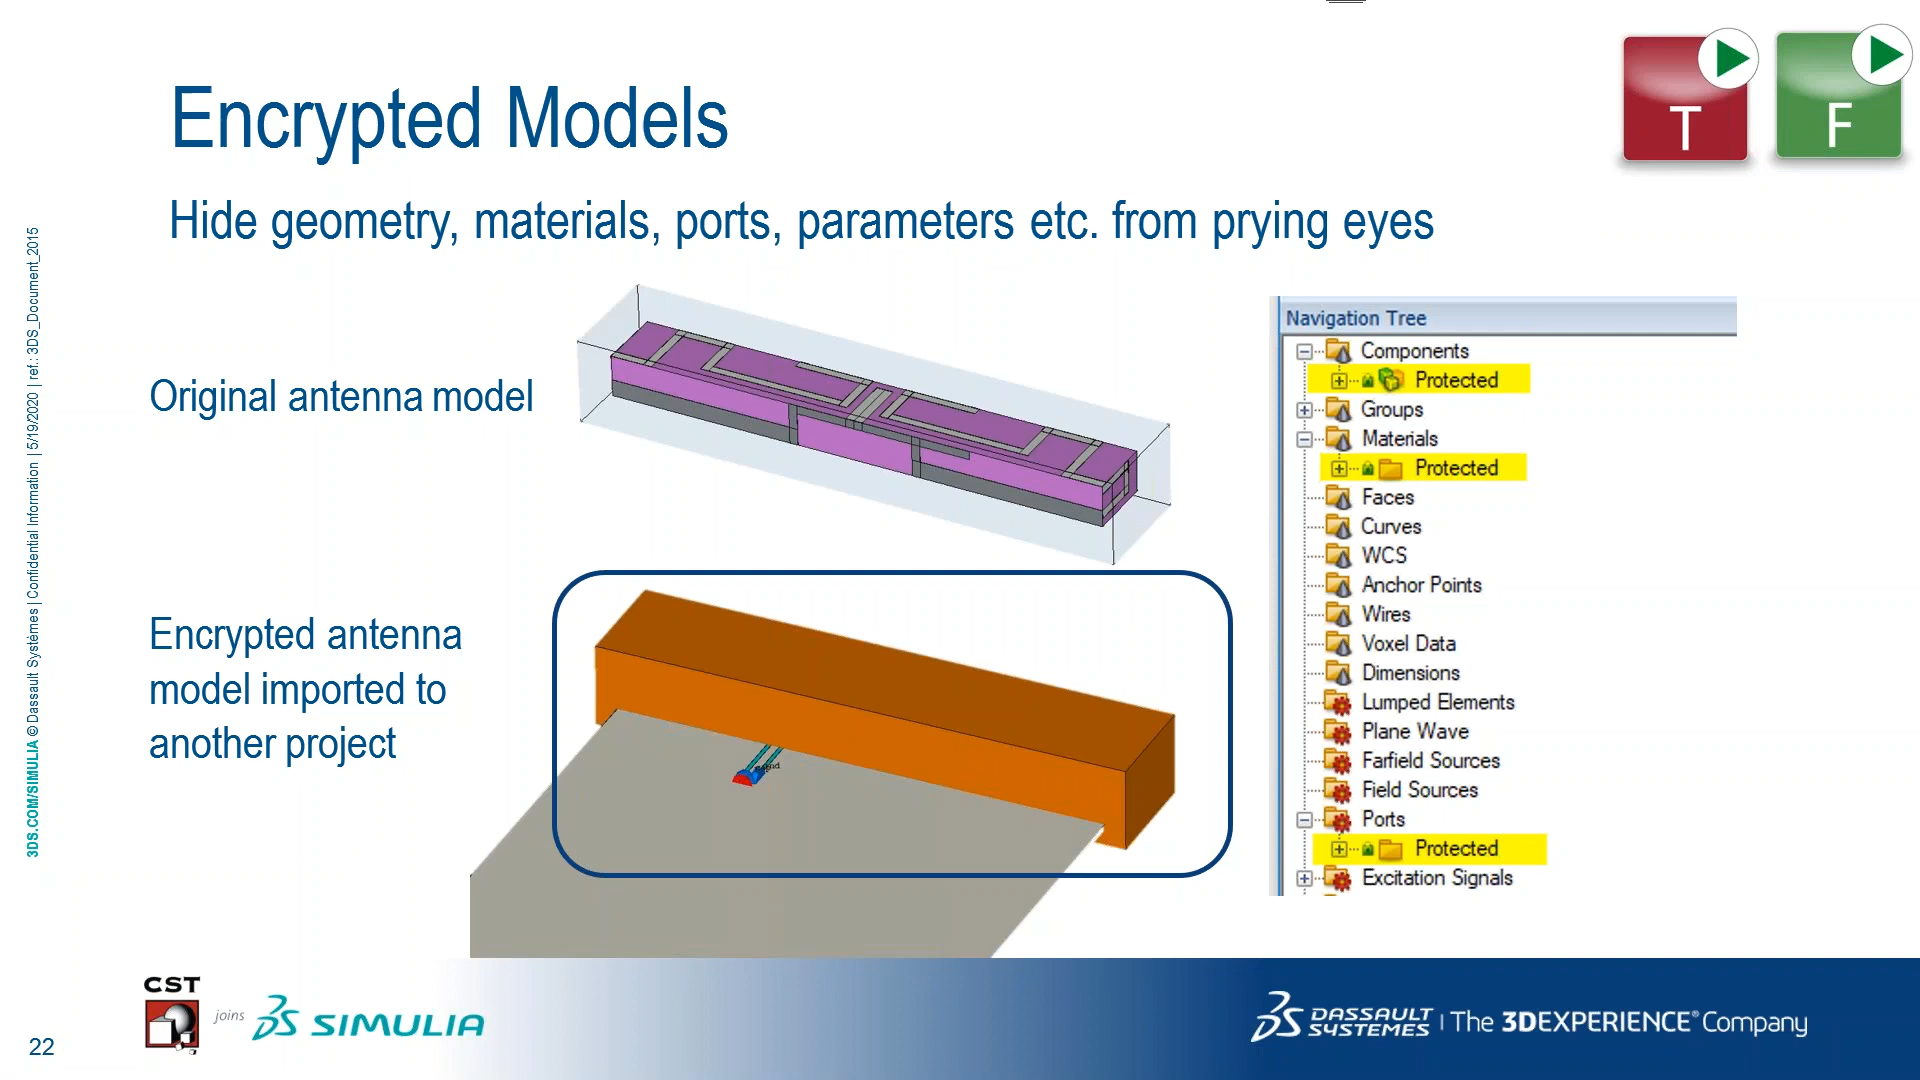 Encrypted Models
T
F
Hide geometry, materials, ports, parameters etc. from prying eyes
3DS.COM/SIMULIA © Dassault Systèmes | Confidential Information | 5/19/2020 | ref.: 3DS_Document_2015
Original antenna model
Encrypted antenna
model imported to
another project
Navigation Tree
Components
Protected
Groups
Materials
Protected
Faces
Curves
WCS
Anchor Points
Wires
Voxel Data
Dimensions
Lumped Elements
Plane Wave
Farfield Sources
Field Sources
Ports
Protected
Excitation Signals
CST
joins
SIMULIA
DASSAULT
SYSTEMES
| The 3DEXPERIENCE® Company
22